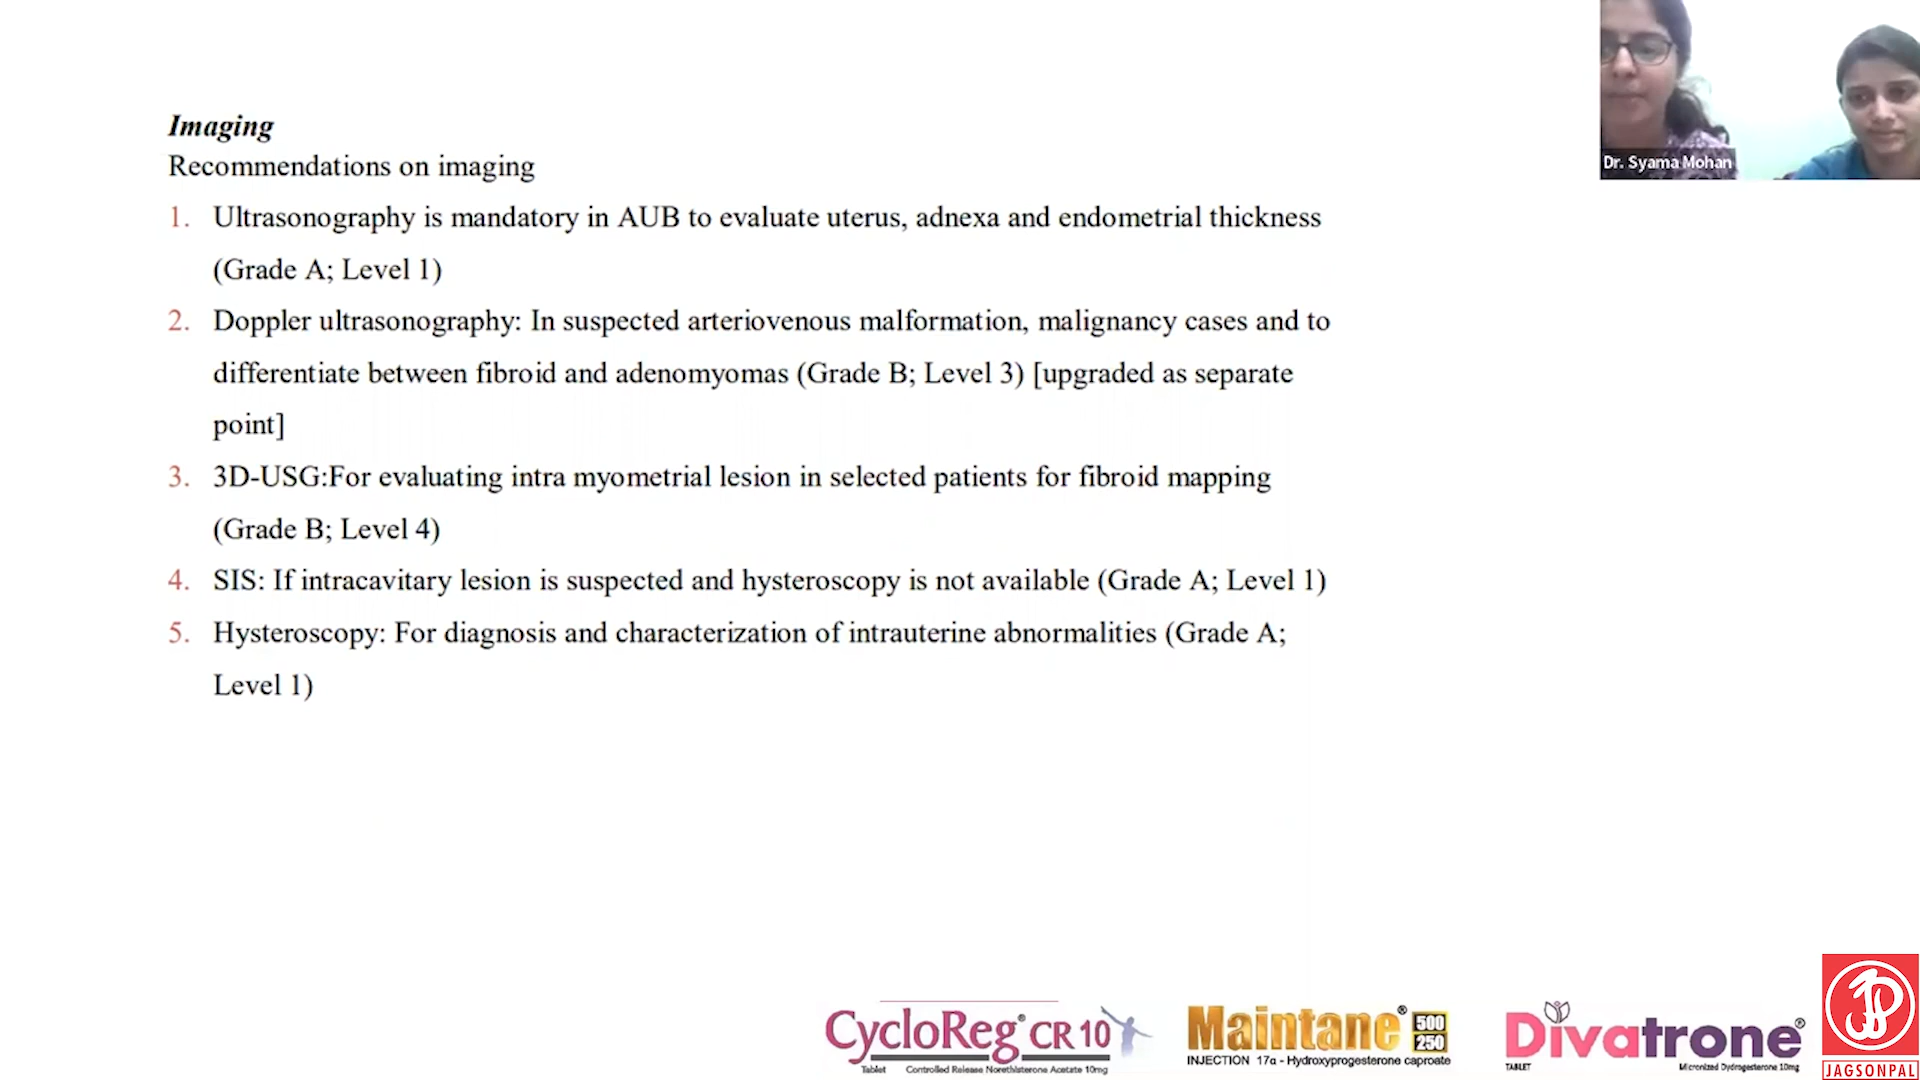 Imaging
Recommendations on imaging
1. Ultrasonography is mandatory in AUB to evaluate uterus, adnexa and endometrial thickness
(Grade A; Level 1)
2. Doppler ultrasonography: In suspected arteriovenous malformation, malignancy cases and to
differentiate between fibroid and adenomyomas (Grade B; Level 3) [upgraded as separate
point]
3. 3D-USG:For evaluating intra myometrial lesion in selected patients for fibroid mapping
(Grade B; Level 4)
4. SIS: If intracavitary lesion is suspected and hysteroscopy is not available (Grade A; Level 1)
5. Hysteroscopy: For diagnosis and characterization of intrauterine abnormalities (Grade A;
Level 1)
Dr. Syama Mohan
CycloReg® CR 10
Tablet Controlled Release Norethisterone Acetate 10mg
Maintane® 500 250
INJECTION 17α - Hydroxyprogesterone caproate
Divatrone®
TABLET Micronized Dydrogesterone 10mg
JAGSONPAL